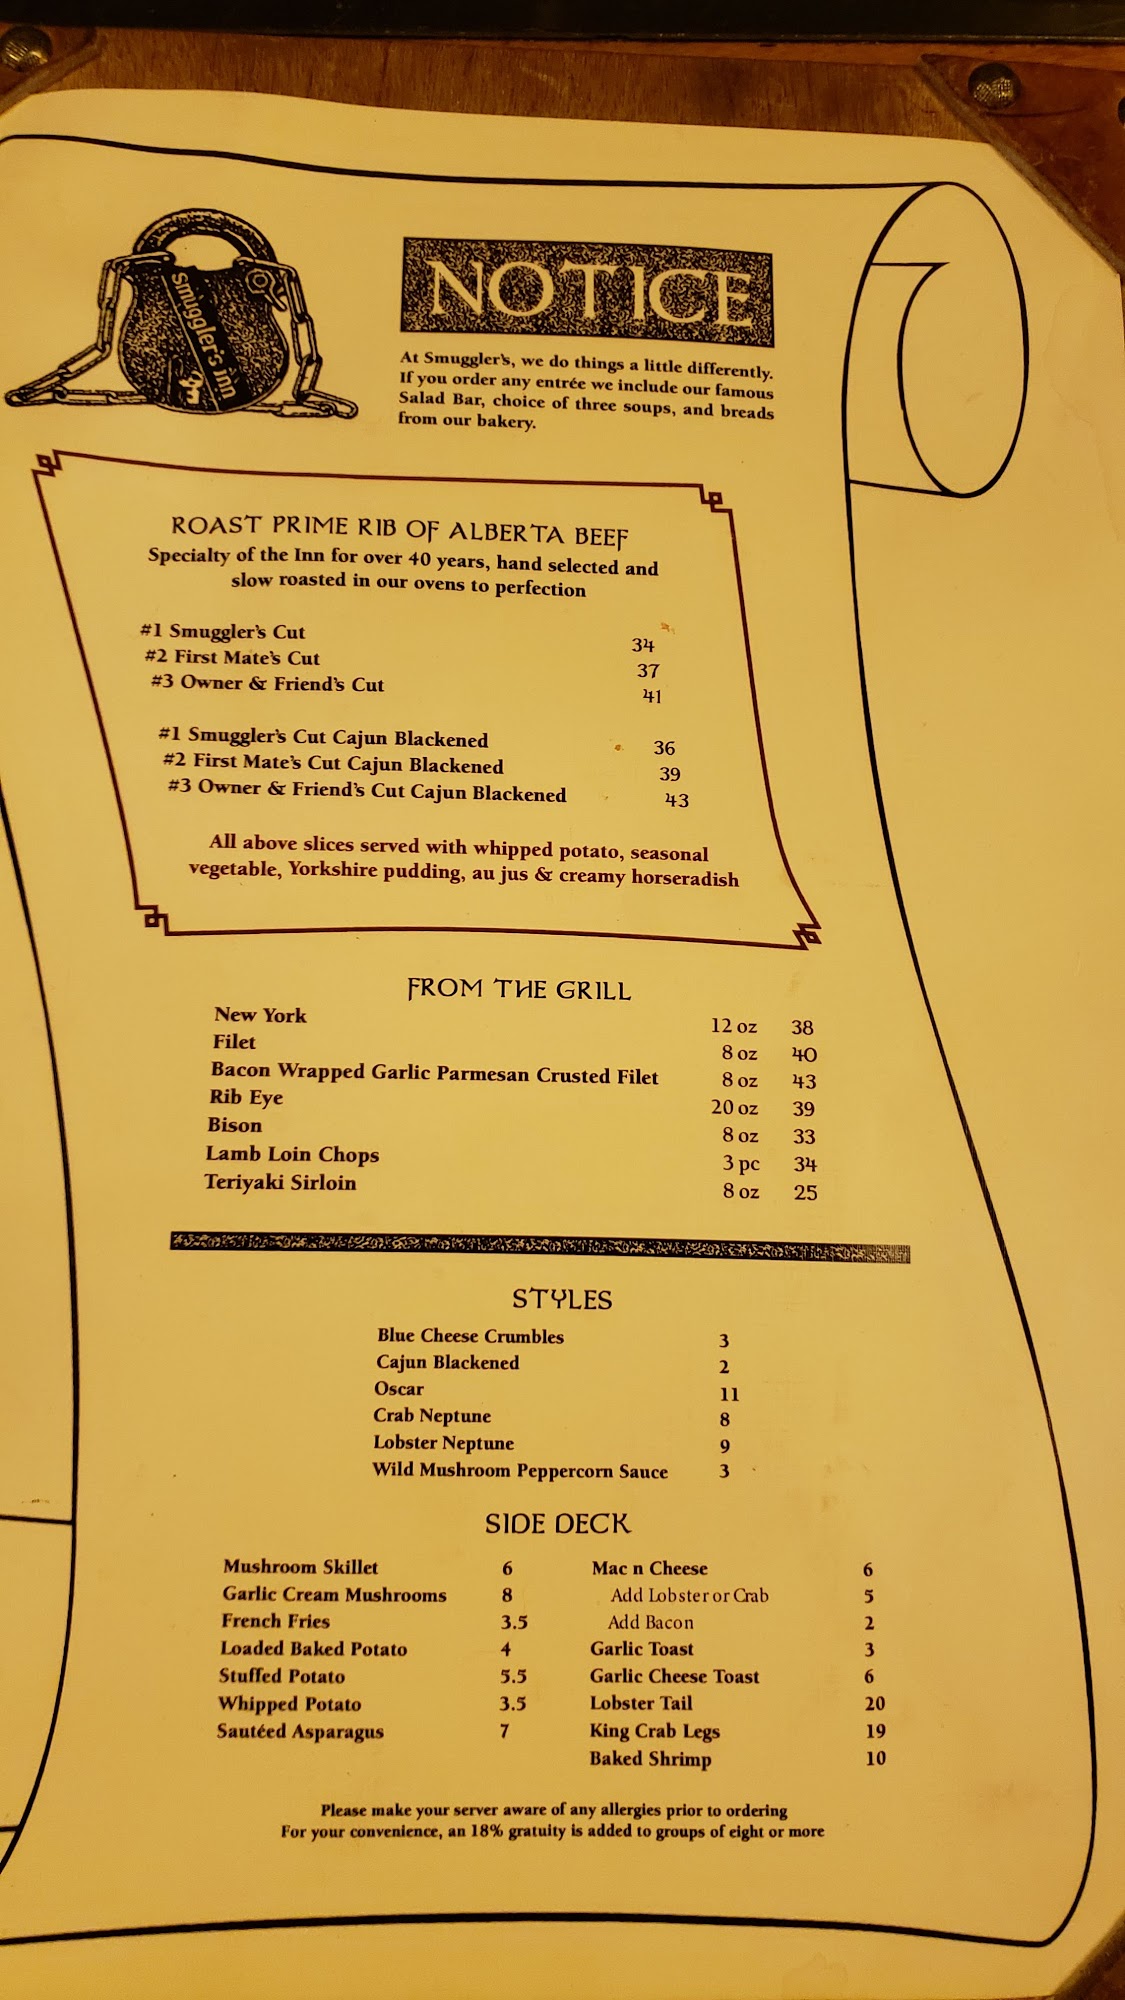 Smuggler's Inn
NOTICE
At Smuggler's, we do things a little differently.
If you order any entrée we include our famous
Salad Bar, choice of three soups, and breads
from our bakery.
ROAST PRIME RIB OF ALBERTA BEEF
Specialty of the Inn for over 40 years, hand selected and
slow roasted in our ovens to perfection
#1 Smuggler's Cut 34
#2 First Mate's Cut 37
#3 Owner & Friend's Cut 41
#1 Smuggler's Cut Cajun Blackened 36
#2 First Mate's Cut Cajun Blackened 39
#3 Owner & Friend's Cut Cajun Blackened 43
All above slices served with whipped potato, seasonal
vegetable, Yorkshire pudding, au jus & creamy horseradish
FROM THE GRILL
New York 12 oz 38
Filet 8 oz 40
Bacon Wrapped Garlic Parmesan Crusted Filet 8 oz 43
Rib Eye 20 oz 39
Bison 8 oz 33
Lamb Loin Chops 3 pc 34
Teriyaki Sirloin 8 oz 25
STYLES
Blue Cheese Crumbles 3
Cajun Blackened 2
Oscar 11
Crab Neptune 8
Lobster Neptune 9
Wild Mushroom Peppercorn Sauce 3
SIDE DECK
Mushroom Skillet 6
Garlic Cream Mushrooms 8
French Fries 3.5
Loaded Baked Potato 4
Stuffed Potato 5.5
Whipped Potato 3.5
Sautéed Asparagus 7
Mac n Cheese 6
Add Lobster or Crab 5
Add Bacon 2
Garlic Toast 3
Garlic Cheese Toast 6
Lobster Tail 20
King Crab Legs 19
Baked Shrimp 10
Please make your server aware of any allergies prior to ordering
For your convenience, an 18% gratuity is added to groups of eight or more